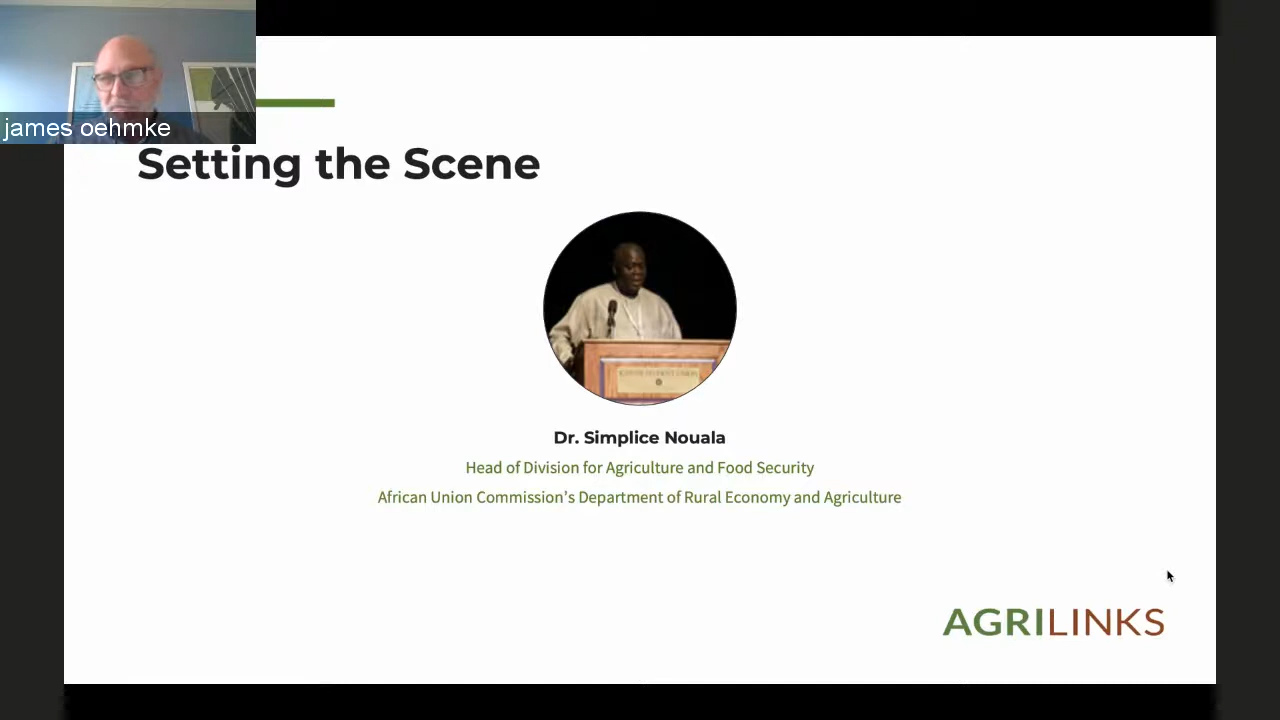 james oehmke
Setting the Scene
Dr. Simplice Nouala
Head of Division for Agriculture and Food Security
African Union Commission's Department of Rural Economy and Agriculture
AGRILINKS